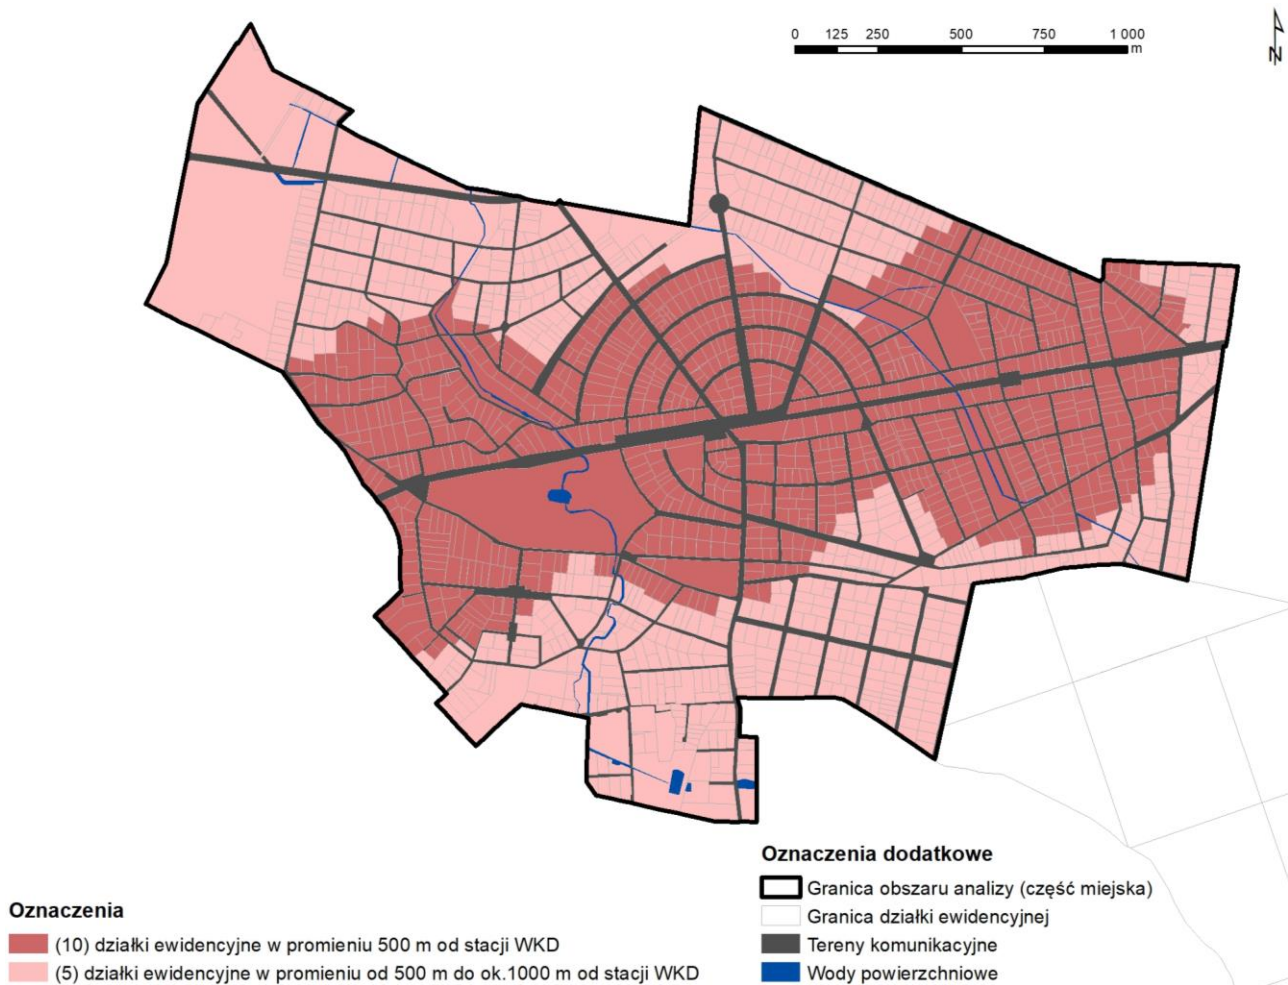 0 125 250 500 750 1 000
m
N
Oznaczenia dodatkowe
Granica obszaru analizy (część miejska)
Granica działki ewidencyjnej
Tereny komunikacyjne
Wody powierzchniowe
Oznaczenia
(10) działki ewidencyjne w promieniu 500 m od stacji WKD
(5) działki ewidencyjne w promieniu od 500 m do ok.1000 m od stacji WKD